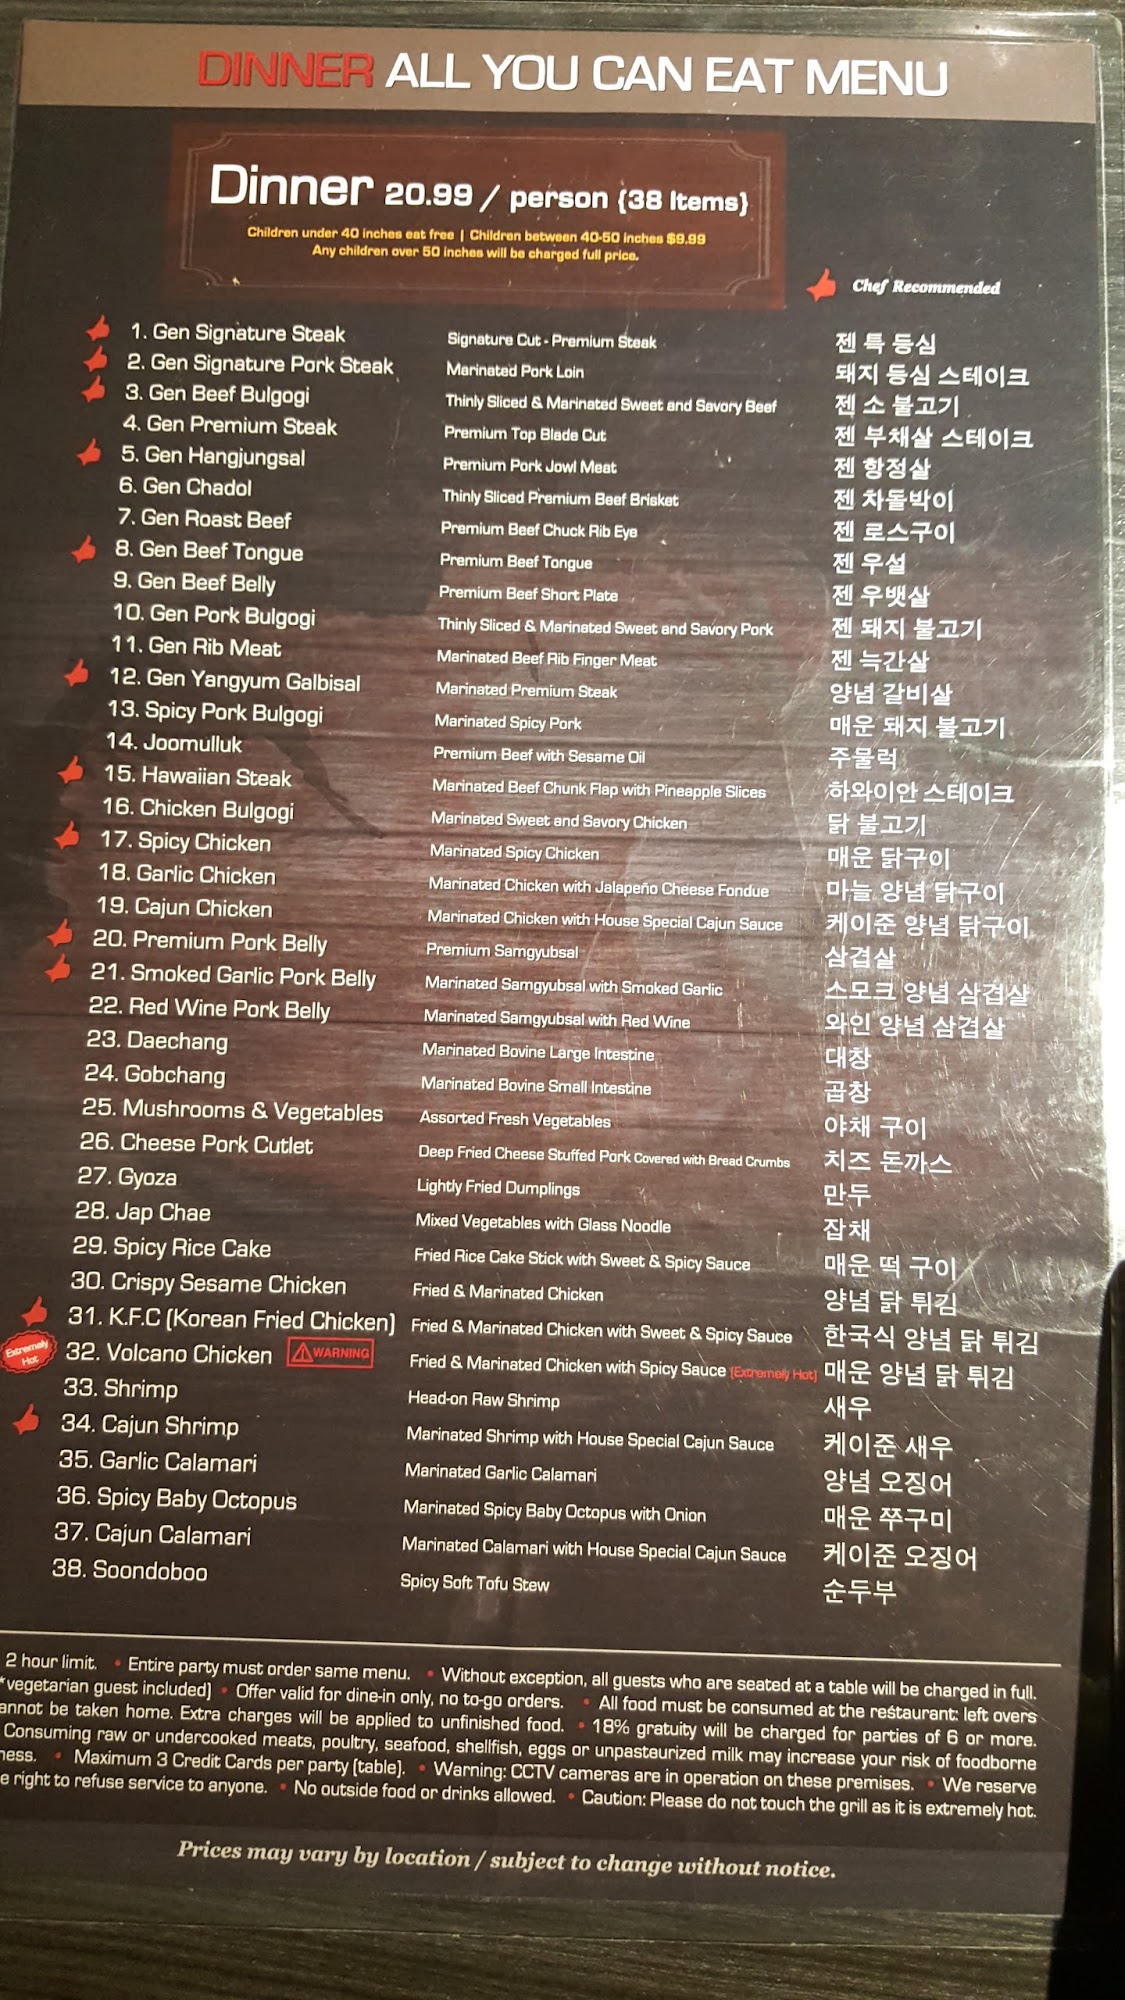 DINNER ALL YOU CAN EAT MENU
Dinner 20.99 / person {38 Items}
Children under 40 inches eat free | Children between 40-50 inches $9.99
Any children over 50 inches will be charged full price.
Chef Recommended
1. Gen Signature Steak Signature Cut - Premium Steak 젠 특 등심
2. Gen Signature Pork Steak Marinated Pork Loin 돼지 등심 스테이크
3. Gen Beef Bulgogi Thinly Sliced & Marinated Sweet and Savory Beef 젠 소 불고기
4. Gen Premium Steak Premium Top Blade Cut 젠 부채살 스테이크
5. Gen Hangjungsal Premium Pork Jowl Meat 젠 항정살
6. Gen Chadol Thinly Sliced Premium Beef Brisket 젠 차돌박이
7. Gen Roast Beef Premium Beef Chuck Rib Eye 젠 로스구이
8. Gen Beef Tongue Premium Beef Tongue 젠 우설
9. Gen Beef Belly Premium Beef Short Plate 젠 우뱃살
10. Gen Pork Bulgogi Thinly Sliced & Marinated Sweet and Savory Pork 젠 돼지 불고기
11. Gen Rib Meat Marinated Beef Rib Finger Meat 젠 늑간살
12. Gen Yangyum Galbisal Marinated Premium Steak 양념 갈비살
13. Spicy Pork Bulgogi Marinated Spicy Pork 매운 돼지 불고기
14. Joomulluk Premium Beef with Sesame Oil 주물럭
15. Hawaiian Steak Marinated Beef Chunk Flap with Pineapple Slices 하와이안 스테이크
16. Chicken Bulgogi Marinated Sweet and Savory Chicken 닭 불고기
17. Spicy Chicken Marinated Spicy Chicken 매운 닭구이
18. Garlic Chicken Marinated Chicken with Jalapeño Cheese Fondue 마늘 양념 닭구이
19. Cajun Chicken Marinated Chicken with House Special Cajun Sauce 케이준 양념 닭구이
20. Premium Pork Belly Premium Samgyubsal 삼겹살
21. Smoked Garlic Pork Belly Marinated Samgyubsal with Smoked Garlic 스모크 양념 삼겹살
22. Red Wine Pork Belly Marinated Samgyubsal with Red Wine 와인 양념 삼겹살
23. Daechang Marinated Bovine Large Intestine 대창
24. Gobchang Marinated Bovine Small Intestine 곱창
25. Mushrooms & Vegetables Assorted Fresh Vegetables 야채 구이
26. Cheese Pork Cutlet Deep Fried Cheese Stuffed Pork Covered with Bread Crumbs 치즈 돈까스
27. Gyoza Lightly Fried Dumplings 만두
28. Jap Chae Mixed Vegetables with Glass Noodle 잡채
29. Spicy Rice Cake Fried Rice Cake Stick with Sweet & Spicy Sauce 매운 떡 구이
30. Crispy Sesame Chicken Fried & Marinated Chicken 양념 닭 튀김
31. K.F.C (Korean Fried Chicken) Fried & Marinated Chicken with Sweet & Spicy Sauce 한국식 양념 닭 튀김
Extremely Hot 32. Volcano Chicken WARNING Fried & Marinated Chicken with Spicy Sauce (Extremely Hot) 매운 양념 닭 튀김
33. Shrimp Head-on Raw Shrimp 새우
34. Cajun Shrimp Marinated Shrimp with House Special Cajun Sauce 케이준 새우
35. Garlic Calamari Marinated Garlic Calamari 양념 오징어
36. Spicy Baby Octopus Marinated Spicy Baby Octopus with Onion 매운 쭈구미
37. Cajun Calamari Marinated Calamari with House Special Cajun Sauce 케이준 오징어
38. Soondoboo Spicy Soft Tofu Stew 순두부
2 hour limit. • Entire party must order same menu. • Without exception, all guests who are seated at a table will be charged in full.
*vegetarian guest included) • Offer valid for dine-in only, no to-go orders. • All food must be consumed at the restaurant: left overs
annot be taken home. Extra charges will be applied to unfinished food. • 18% gratuity will be charged for parties of 6 or more.
Consuming raw or undercooked meats, poultry, seafood, shellfish, eggs or unpasteurized milk may increase your risk of foodborne
ness. • Maximum 3 Credit Cards per party (table). • Warning: CCTV cameras are in operation on these premises. • We reserve
e right to refuse service to anyone. • No outside food or drinks allowed. • Caution: Please do not touch the grill as it is extremely hot.
Prices may vary by location / subject to change without notice.